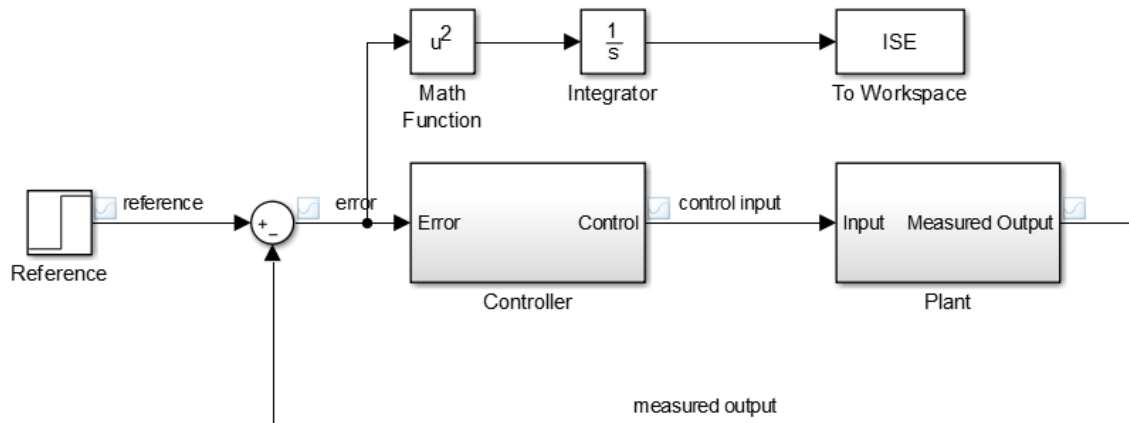 u²
1
s
ISE
Math
Function
Integrator
To Workspace
reference
error
control input
+
−
Error
Control
Input
Measured Output
Reference
Controller
Plant
measured output